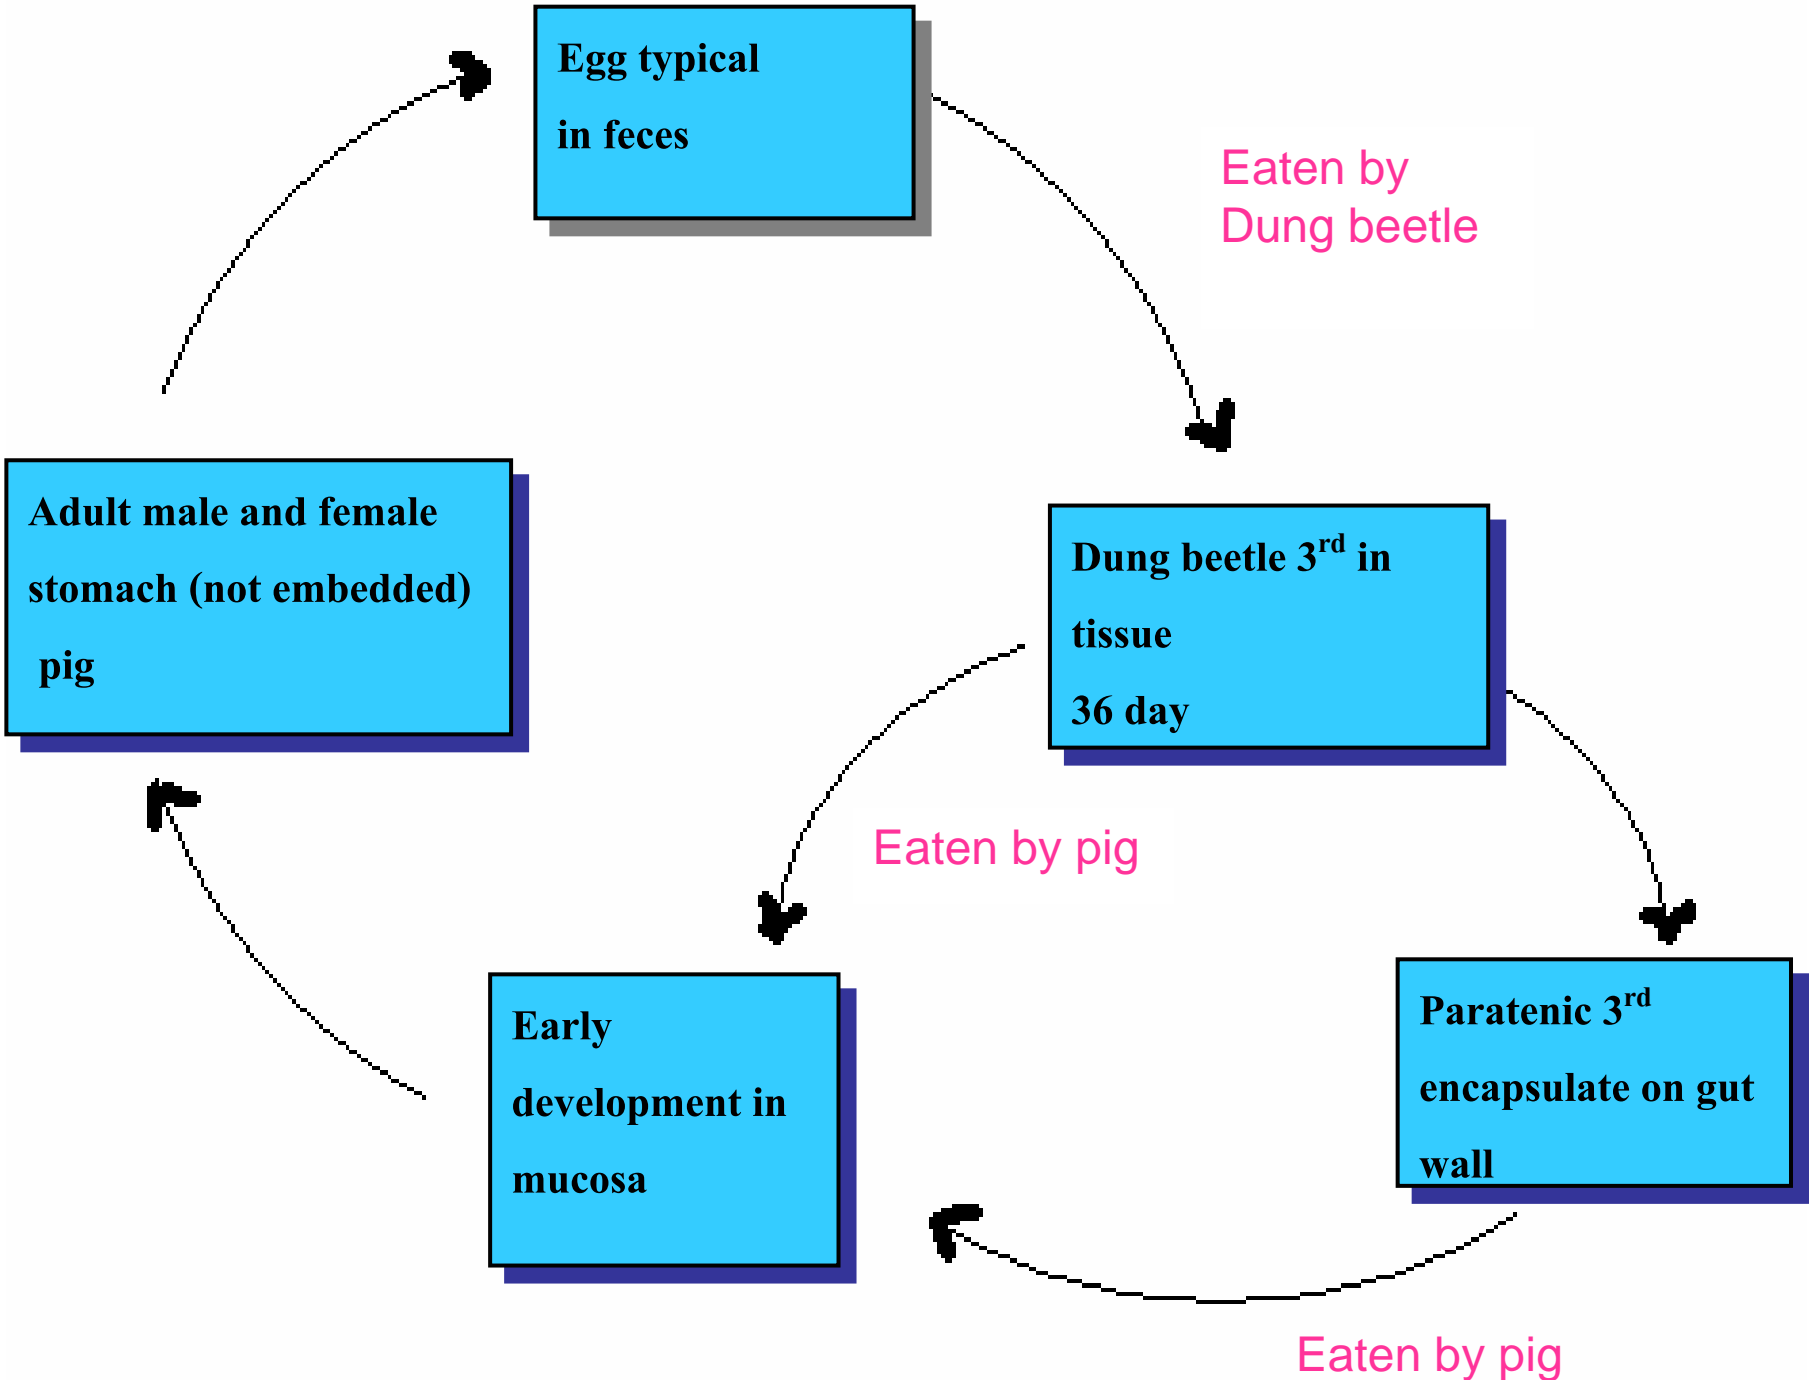 Egg typical
in feces
Eaten by
Dung beetle
Adult male and female
stomach (not embedded)
pig
Dung beetle 3rd in
tissue
36 day
Eaten by pig
Early
development in
mucosa
Paratenic 3rd
encapsulate on gut
wall
Eaten by pig